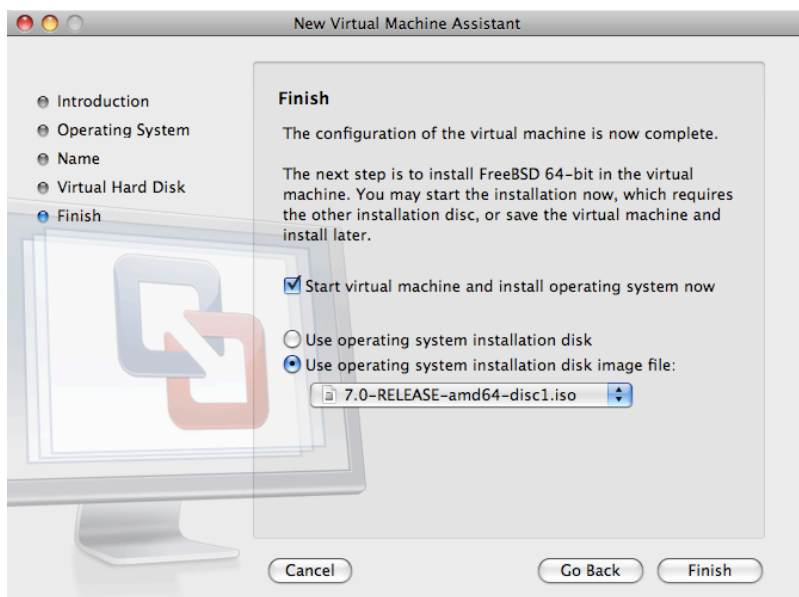 New Virtual Machine Assistant
Introduction
Operating System
Name
Virtual Hard Disk
Finish
Finish
The configuration of the virtual machine is now complete.
The next step is to install FreeBSD 64-bit in the virtual
machine. You may start the installation now, which requires
the other installation disc, or save the virtual machine and
install later.
Start virtual machine and install operating system now
Use operating system installation disk
Use operating system installation disk image file:
7.0-RELEASE-amd64-disc1.iso
Cancel
Go Back
Finish